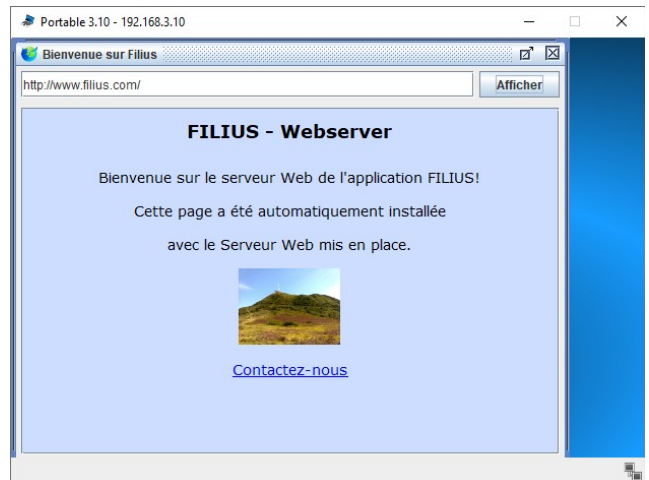 Portable 3.10 - 192.168.3.10
Bienvenue sur Filius
http://www.filius.com/
Afficher
FILIUS - Webserver
Bienvenue sur le serveur Web de l'application FILIUS!
Cette page a été automatiquement installée
avec le Serveur Web mis en place.
Contactez-nous